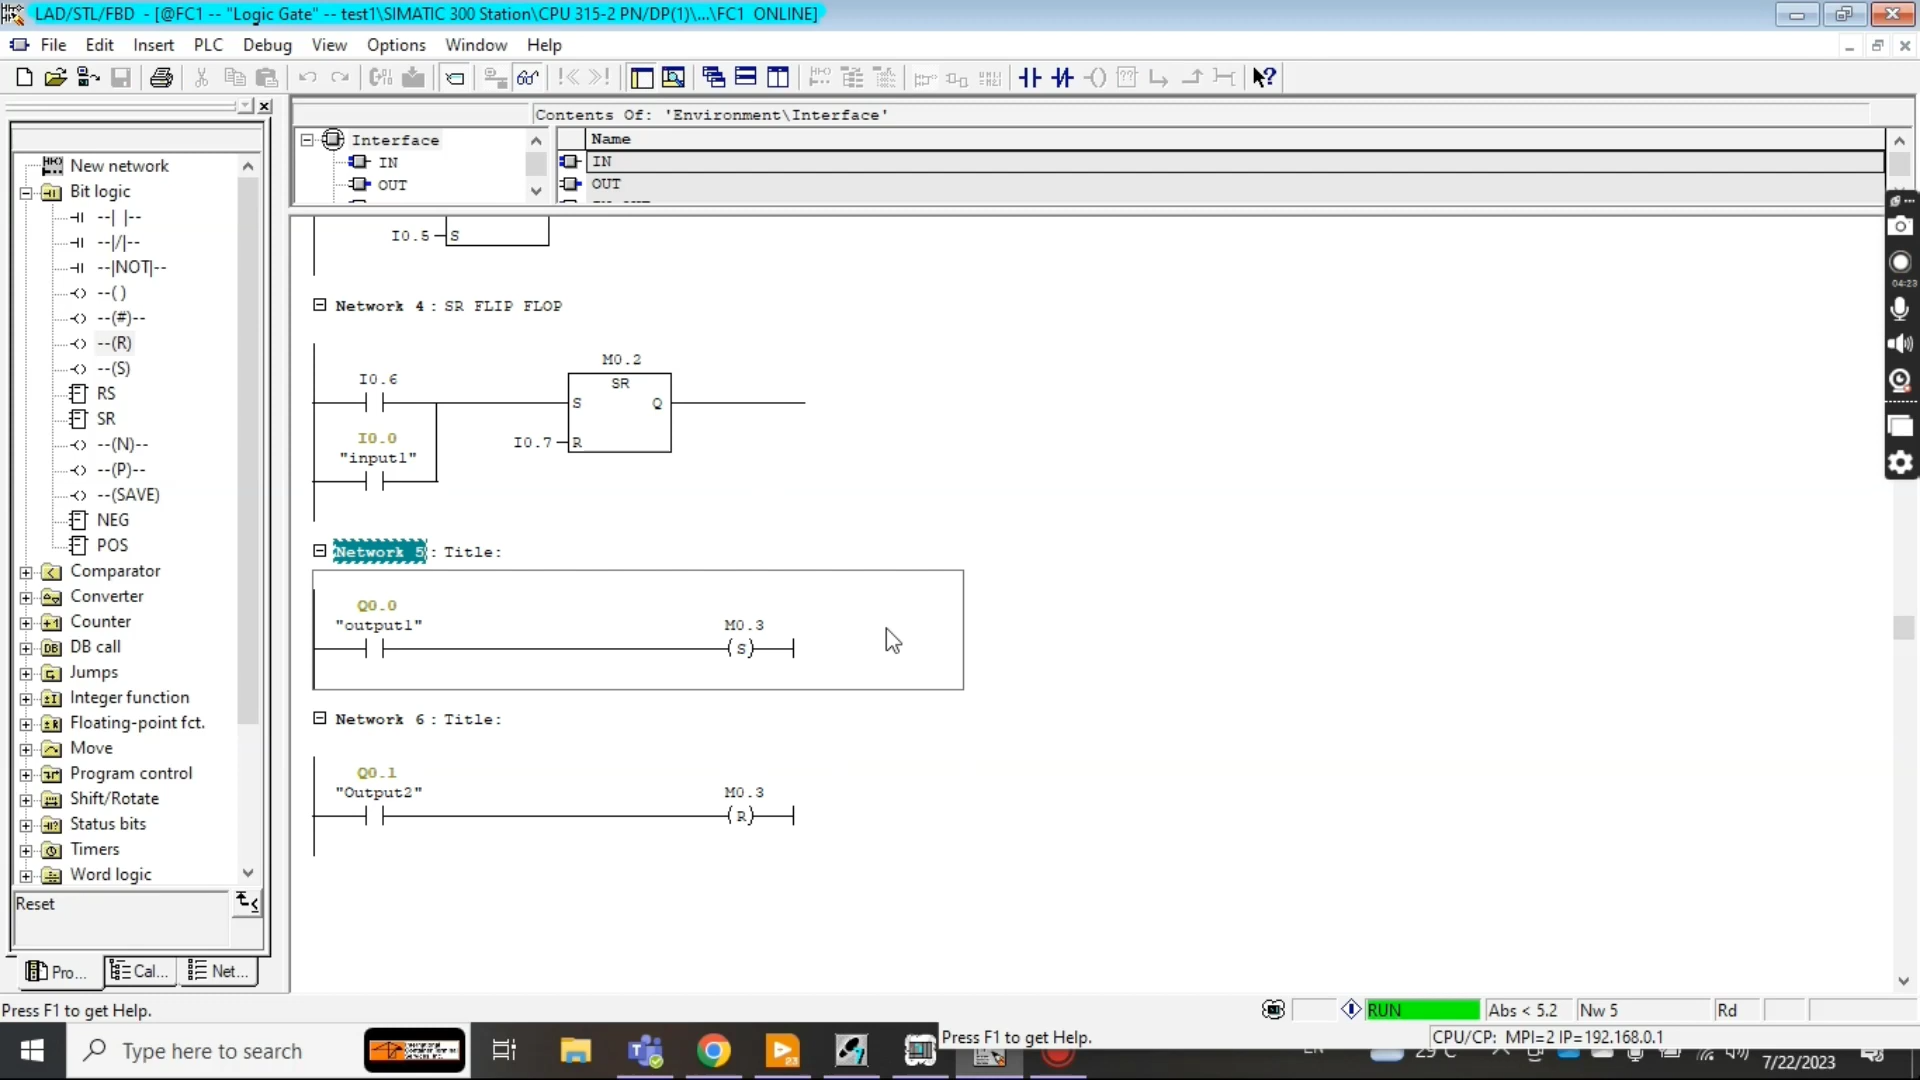 LAD/STL/FBD - [@FC1 -- "Logic Gate" -- test1\SIMATIC 300 Station\CPU 315-2 PN/DP(1)\...\FC1 ONLINE]
File Edit Insert PLC Debug View Options Window Help
Contents Of: 'Environment\Interface'
Interface
IN
OUT
Name
IN
OUT
New network
Bit logic
--| |--
--|/|--
--|NOT|--
--( )
--(#)--
--(R)
--(S)
RS
SR
--(N)--
--(P)--
--(SAVE)
NEG
POS
Comparator
Converter
Counter
DB call
Jumps
Integer function
Floating-point fct.
Move
Program control
Shift/Rotate
Status bits
Timers
Word logic
Reset
Pro... Cal... Net...
I0.5 S
Network 4 : SR FLIP FLOP
M0.2
I0.6 SR
S Q
I0.0
"input1" I0.7 R
Network 5 : Title:
Q0.0
"output1" M0.3
(S)
Network 6 : Title:
Q0.1
"Output2" M0.3
(R)
04:23
Press F1 to get Help.
RUN Abs < 5.2 Nw 5 Rd
Press F1 to get Help.
CPU/CP: MPI=2 IP=192.168.0.1
Type here to search
29°C
7/22/2023